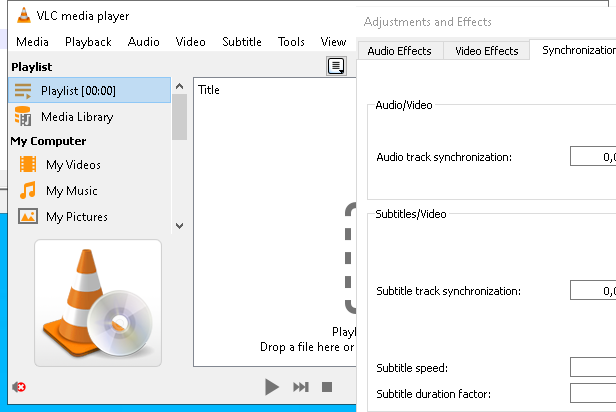 VLC media player
Media Playback Audio Video Subtitle Tools View
Playlist
Playlist [00:00]
Media Library
My Computer
My Videos
My Music
My Pictures
Title
Drop a file here or
Adjustments and Effects
Audio Effects Video Effects Synchronization
Audio/Video
Audio track synchronization:
0,0
Subtitles/Video
Subtitle track synchronization:
0,0
Subtitle speed:
Subtitle duration factor: